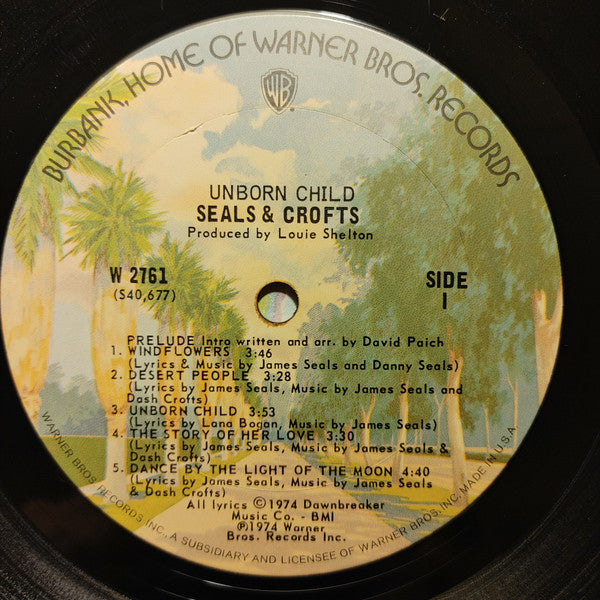 BURBANK, HOME OF WARNER BROS. RECORDS
WB
UNBORN CHILD
SEALS & CROFTS
Produced by Louie Shelton
W 2761
(S40,677)
SIDE
1
PRELUDE Intro written and arr. by David Paich
1. WINDFLOWERS 3:46
(Lyrics & Music by James Seals and Danny Seals)
2. DESERT PEOPLE 3:28
(Lyrics by James Seals, Music by James Seals and
Dash Crofts)
3. UNBORN CHILD 3:53
(Lyrics by Lana Bogan, Music by James Seals)
4. THE STORY OF HER LOVE 3:30
(Lyrics by James Seals, Music by James Seals &
Dash Crofts)
5. DANCE BY THE LIGHT OF THE MOON 4:40
(Lyrics by James Seals, Music by James Seals
& Dash Crofts)
All lyrics ©1974 Dawnbreaker
Music Co. - BMI
℗1974 Warner
Bros. Records Inc.
WARNER BROS. RECORDS INC., A SUBSIDIARY AND LICENSEE OF WARNER BROS. INC. MADE IN U.S.A.